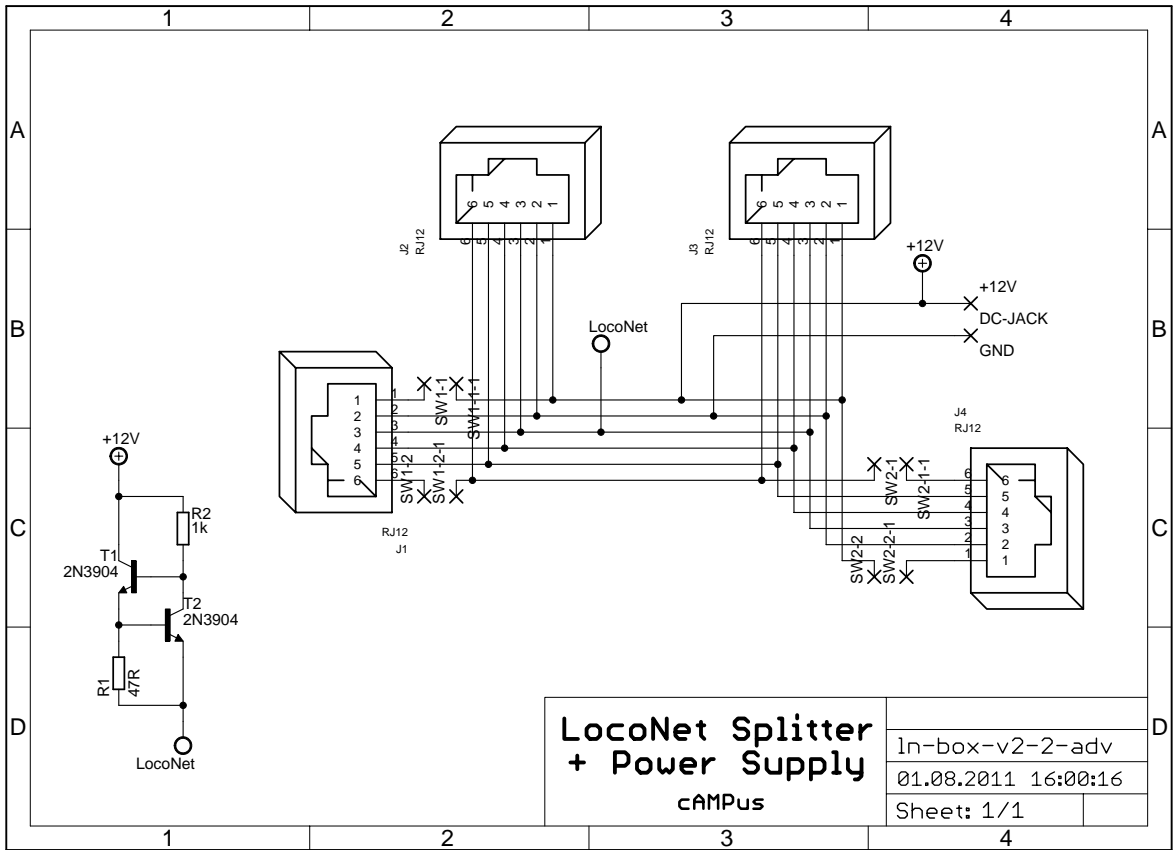 1 2 3 4
A A
6 5 4 3 2 1
6 5 4 3 2 1
J2
RJ12
6 5 4 3 2 1
6 5 4 3 2 1
J3
RJ12
+12V
+12V
DC-JACK
GND
B B
LocoNet
1 1
2 2
3 3
4 4
5 5
6 6
SW1-1
SW1-1-1
SW1-2
SW1-2-1
RJ12
J1
J4
RJ12
SW2-1
SW2-1-1
SW2-2
SW2-2-1
6 6
5 5
4 4
3 3
2 2
1 1
+12V
C C
R2
1k
T1
2N3904
T2
2N3904
R1
47R
LocoNet
D D
LocoNet Splitter
+ Power Supply
cAMPus
ln-box-v2-2-adv
01.08.2011 16:00:16
Sheet: 1/1
1 2 3 4